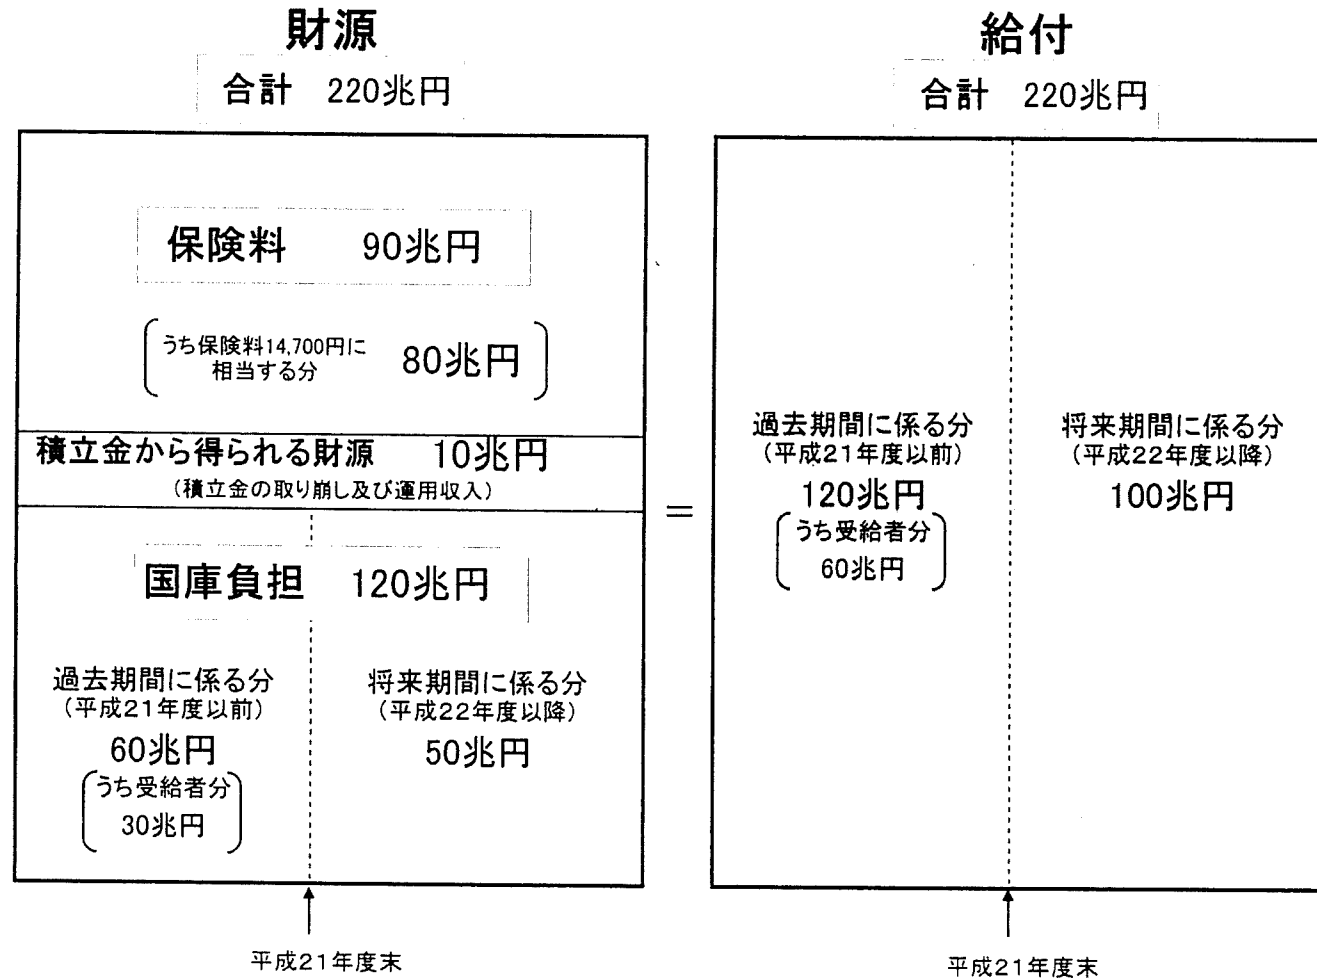 財源
合計 220兆円
保険料 90兆円
うち保険料14,700円に
相当する分 80兆円
積立金から得られる財源 10兆円
(積立金の取り崩し及び運用収入)
国庫負担 120兆円
過去期間に係る分
(平成21年度以前)
60兆円
うち受給者分
30兆円
将来期間に係る分
(平成22年度以降)
50兆円
平成21年度末
=
給付
合計 220兆円
過去期間に係る分
(平成21年度以前)
120兆円
うち受給者分
60兆円
将来期間に係る分
(平成22年度以降)
100兆円
平成21年度末